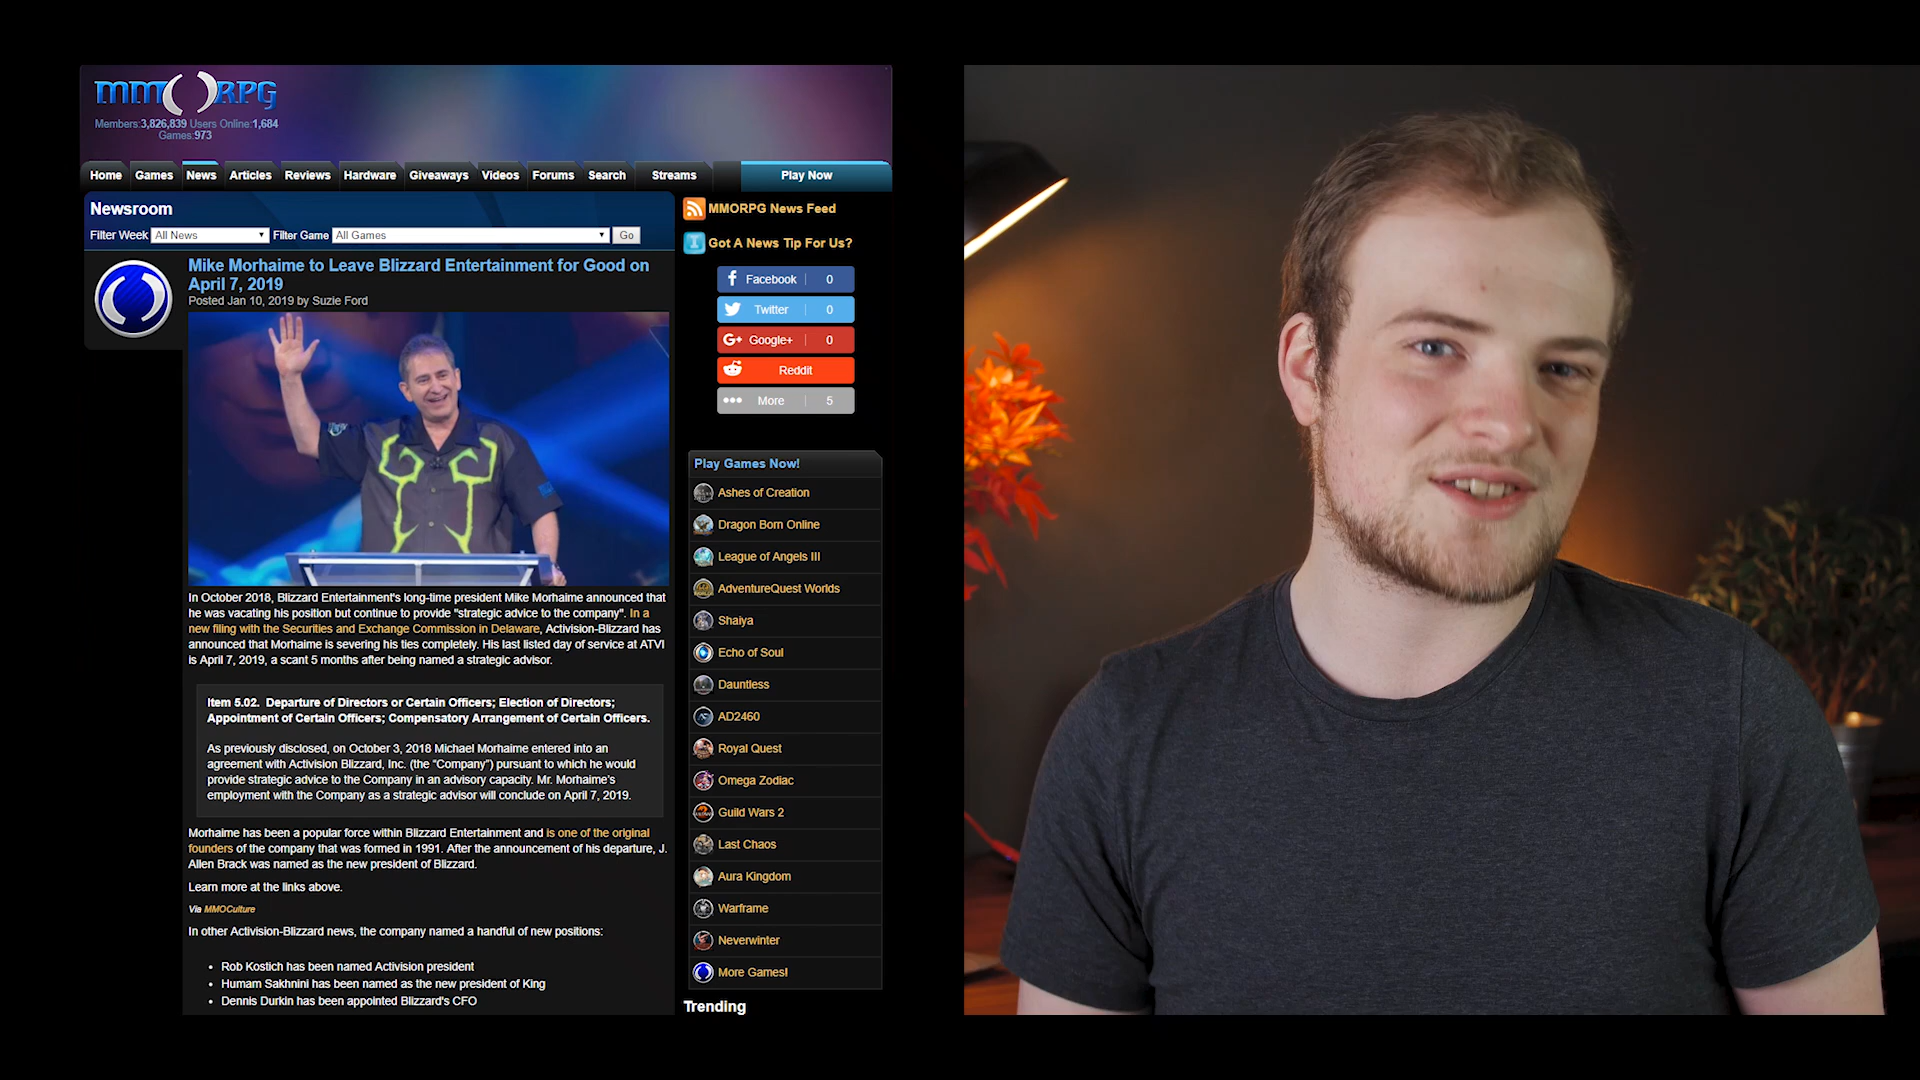 mmoRPG
Members:3,826,839 Users Online:1,684
Games:973
Home Games News Articles Reviews Hardware Giveaways Videos Forums Search Streams Play Now
Newsroom
Filter Week All News Filter Game All Games Go
Mike Morhaime to Leave Blizzard Entertainment for Good on
April 7, 2019
Posted Jan 10, 2019 by Suzie Ford
In October 2018, Blizzard Entertainment's long-time president Mike Morhaime announced that
he was vacating his position but continue to provide "strategic advice to the company". In a
new filing with the Securities and Exchange Commission in Delaware, Activision-Blizzard has
announced that Morhaime is severing his ties completely. His last listed day of service at ATVI
is April 7, 2019, a scant 5 months after being named a strategic advisor.
Item 5.02. Departure of Directors or Certain Officers; Election of Directors;
Appointment of Certain Officers; Compensatory Arrangement of Certain Officers.
As previously disclosed, on October 3, 2018 Michael Morhaime entered into an
agreement with Activision Blizzard, Inc. (the "Company") pursuant to which he would
provide strategic advice to the Company in an advisory capacity. Mr. Morhaime's
employment with the Company as a strategic advisor will conclude on April 7, 2019.
Morhaime has been a popular force within Blizzard Entertainment and is one of the original
founders of the company that was formed in 1991. After the announcement of his departure, J.
Allen Brack was named as the new president of Blizzard.
Learn more at the links above.
Via MMOCulture
In other Activision-Blizzard news, the company named a handful of new positions:
• Rob Kostich has been named Activision president
• Humam Sakhnini has been named as the new president of King
• Dennis Durkin has been appointed Blizzard's CFO
MMORPG News Feed
Got A News Tip For Us?
Facebook 0
Twitter 0
G+ Google+ 0
Reddit
More 5
Play Games Now!
Ashes of Creation
Dragon Born Online
League of Angels III
AdventureQuest Worlds
Shaiya
Echo of Soul
Dauntless
AD2460
Royal Quest
Omega Zodiac
Guild Wars 2
Last Chaos
Aura Kingdom
Warframe
Neverwinter
More Games!
Trending